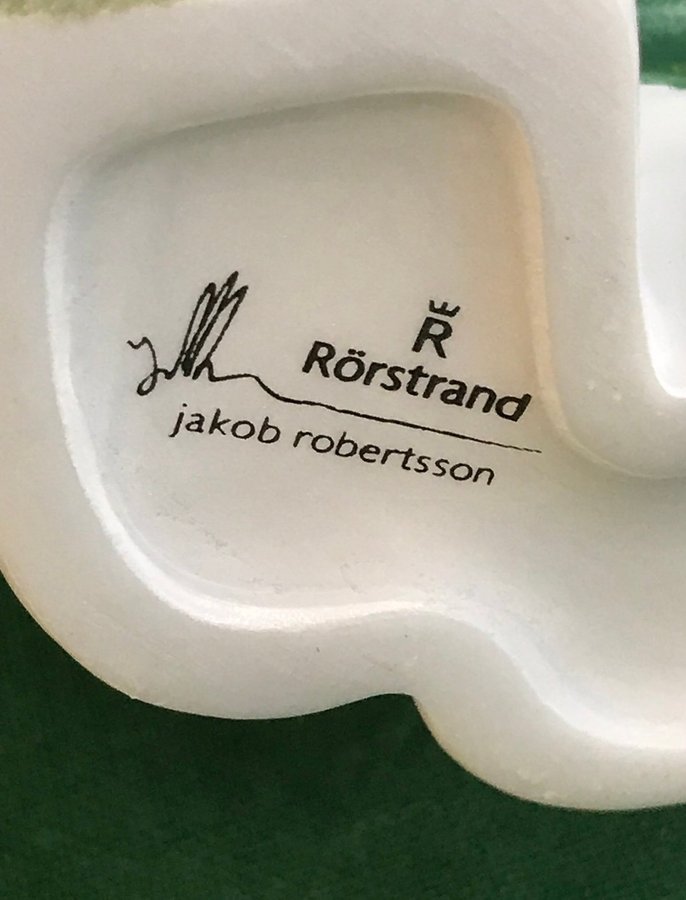 R
Rörstrand
jakob robertsson